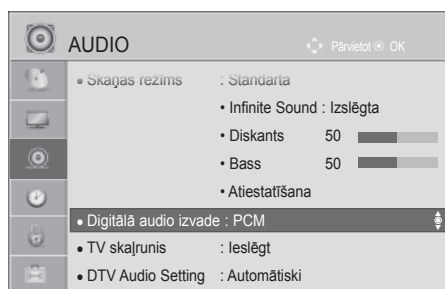 AUDIO
Pārvietot OK
• Skaņas režīms : Standarta
• Infinite Sound : Izslēgta
• Diskants 50
• Bass 50
• Atiestatīšana
• Digitālā audio izvade : PCM
• TV skaļrunis : Ieslēgt
• DTV Audio Setting : Automātiski